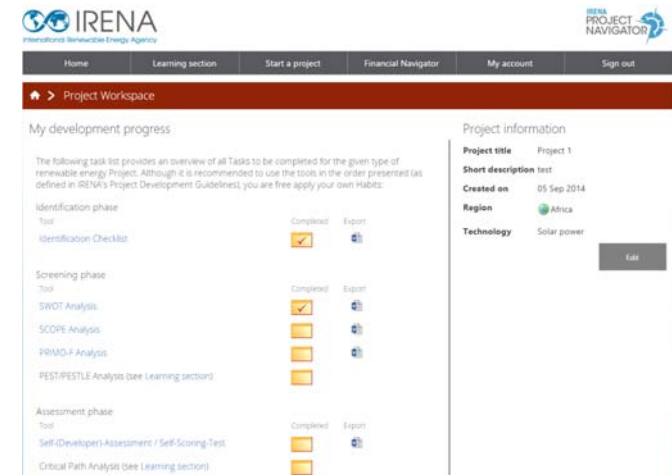 IRENA
International Renewable Energy Agency
IRENA
PROJECT
NAVIGATOR
Home Learning section Start a project Financial Navigator My account Sign out
> Project Workspace
My development progress
The following task list provides an overview of all Tasks to be completed for the given type of
renewable energy Project. Although it is recommended to use the tools in the order presented (as
defined in IRENA's Project Development Guidelines), you are free apply your own Habits:
Identification phase
Tool Completed Export
Identification Checklist
Screening phase
Tool Completed Export
SWOT Analysis
SCOPE Analysis
PRIMO-F Analysis
PEST/PESTLE Analysis (see Learning section)
Assessment phase
Tool Completed Export
Self-(Developer)-Assessment / Self-Scoring-Test
Critical Path Analysis (see Learning section)
Project information
Project title Project 1
Short description test
Created on 05 Sep 2014
Region Africa
Technology Solar power
Edit